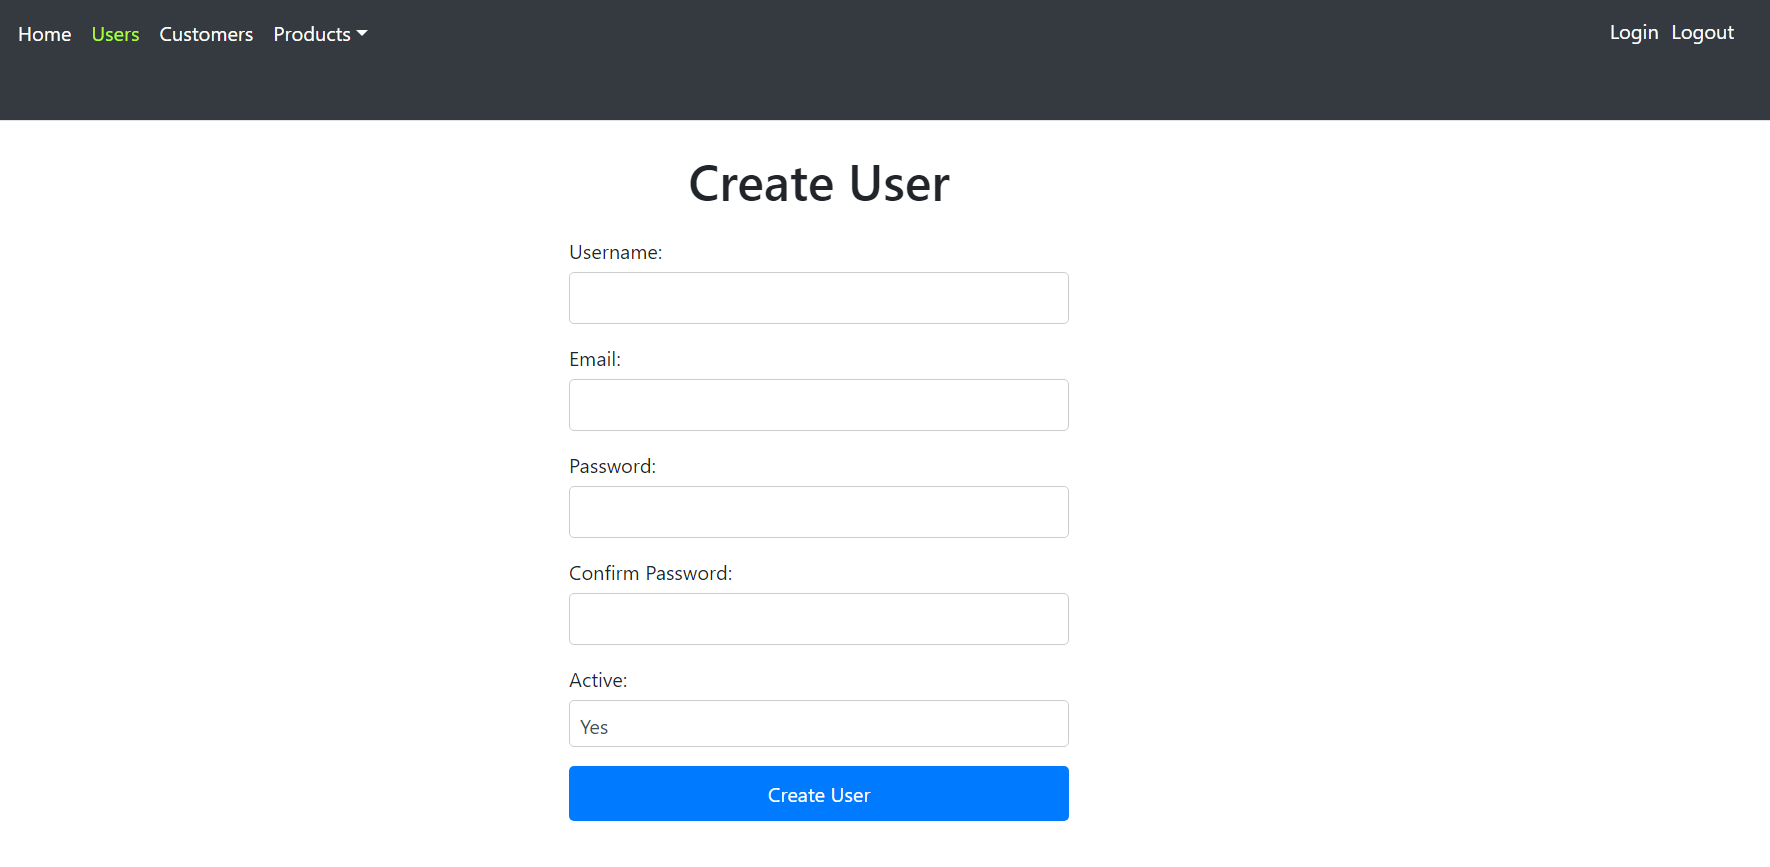 Home Users Customers Products Login Logout
Create User
Username:
Email:
Password:
Confirm Password:
Active:
Yes
Create User